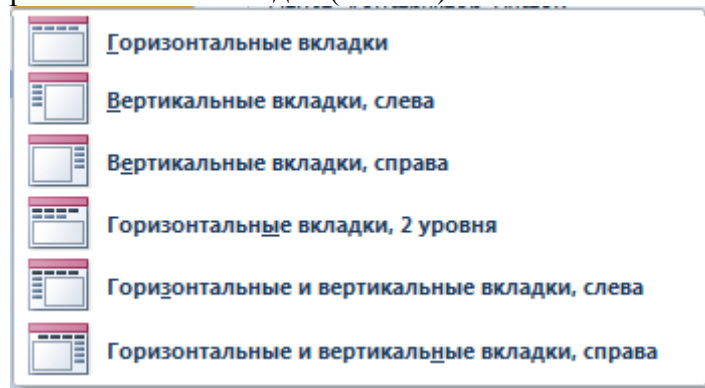 Горизонтальные вкладки
Вертикальные вкладки, слева
Вертикальные вкладки, справа
Горизонтальные вкладки, 2 уровня
Горизонтальные и вертикальные вкладки, слева
Горизонтальные и вертикальные вкладки, справа